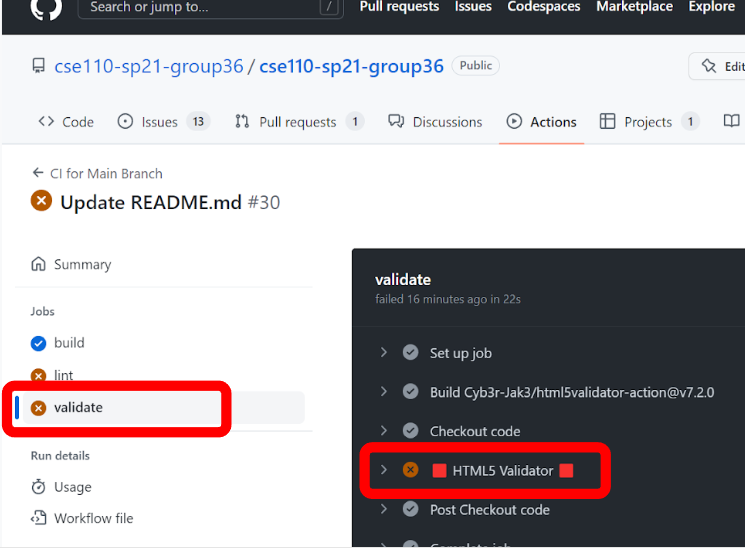 Search or jump to... /
Pull requests Issues Codespaces Marketplace Explore
cse110-sp21-group36 / cse110-sp21-group36 Public
Edit
Code Issues 13 Pull requests 1 Discussions Actions Projects 1
← CI for Main Branch
Update README.md #30
Summary
Jobs
build
lint
validate
Run details
Usage
Workflow file
validate
failed 16 minutes ago in 22s
Set up job
Build Cyb3r-Jak3/html5validator-action@v7.2.0
Checkout code
HTML5 Validator
Post Checkout code
Complete job